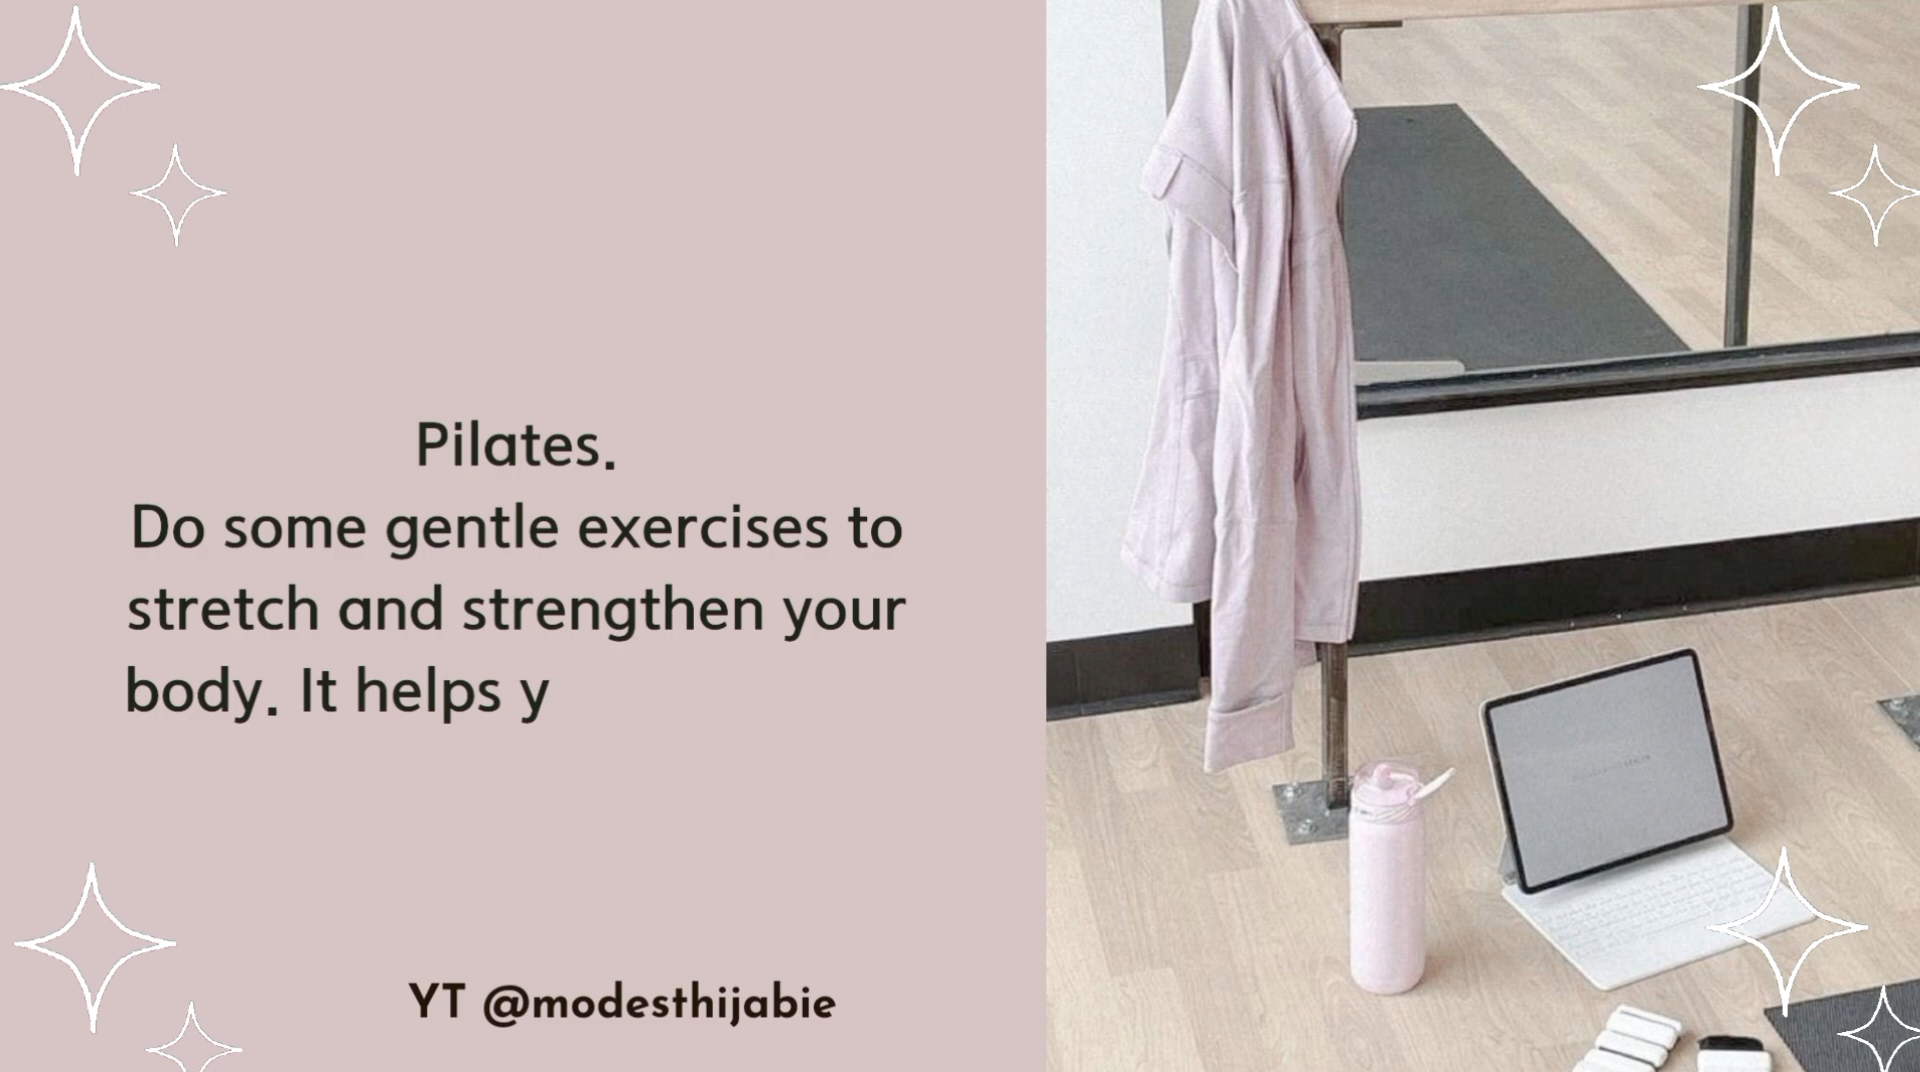 Pilates.
Do some gentle exercises to
stretch and strengthen your
body. It helps y
YT @modesthijabie